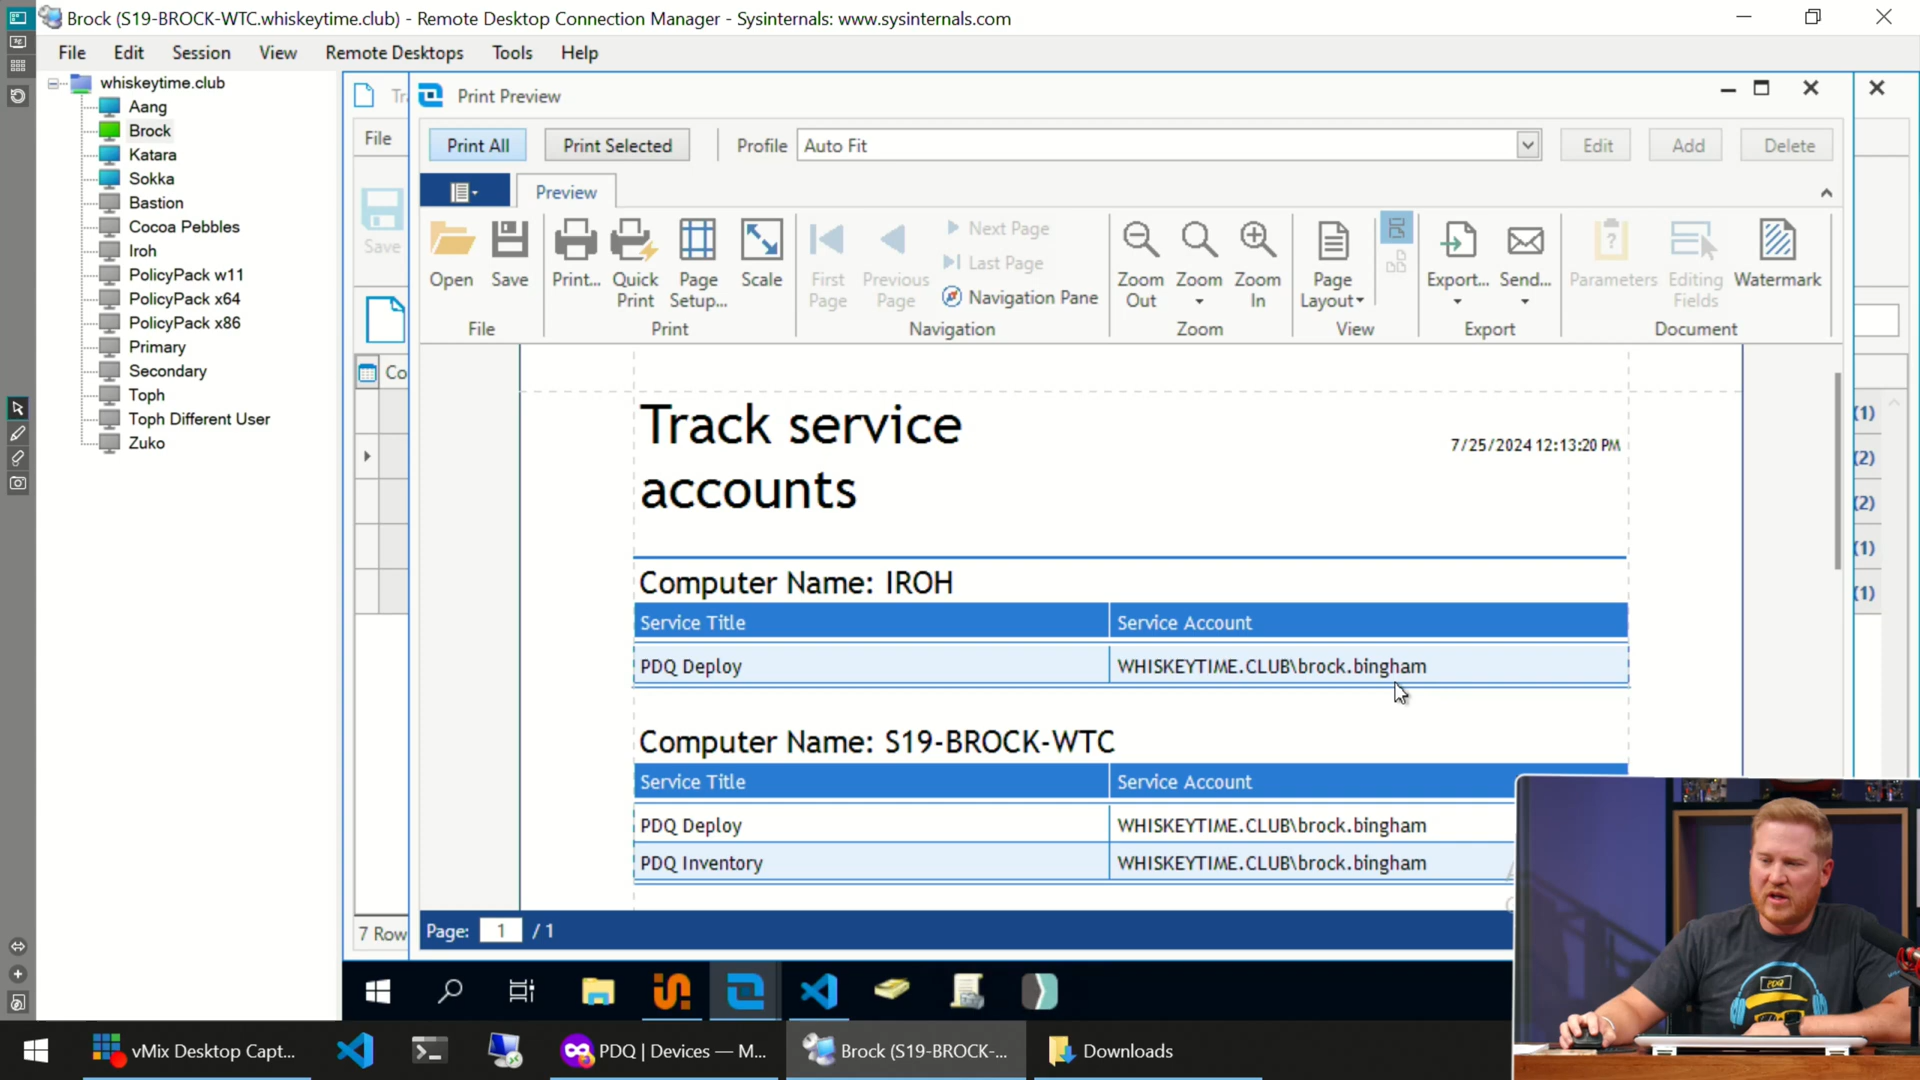 Brock (S19-BROCK-WTC.whiskeytime.club) - Remote Desktop Connection Manager - Sysinternals: www.sysinternals.com
File Edit Session View Remote Desktops Tools Help
whiskeytime.club
Aang
Brock
Katara
Sokka
Bastion
Cocoa Pebbles
Iroh
PolicyPack w11
PolicyPack x64
PolicyPack x86
Primary
Secondary
Toph
Toph Different User
Zuko
File
Save
Co
7 Row
Print Preview
Print All Print Selected Profile Auto Fit Edit Add Delete
Preview
Open Save Print... Quick Print Page Setup... Scale First Page Previous Page Next Page Last Page Navigation Pane Zoom Out Zoom Zoom In Page Layout Export... Send... Parameters Editing Fields Watermark
File Print Navigation Zoom View Export Document
Track service
accounts
7/25/2024 12:13:20 PM
Computer Name: IROH
Service Title Service Account
PDQ Deploy WHISKEYTIME.CLUB\brock.bingham
Computer Name: S19-BROCK-WTC
Service Title Service Account
PDQ Deploy WHISKEYTIME.CLUB\brock.bingham
PDQ Inventory WHISKEYTIME.CLUB\brock.bingham
(1)
(2)
(2)
(1)
(1)
Page: 1 / 1
PDQ
vMix Desktop Capt... PDQ | Devices — M... Brock (S19-BROCK-... Downloads